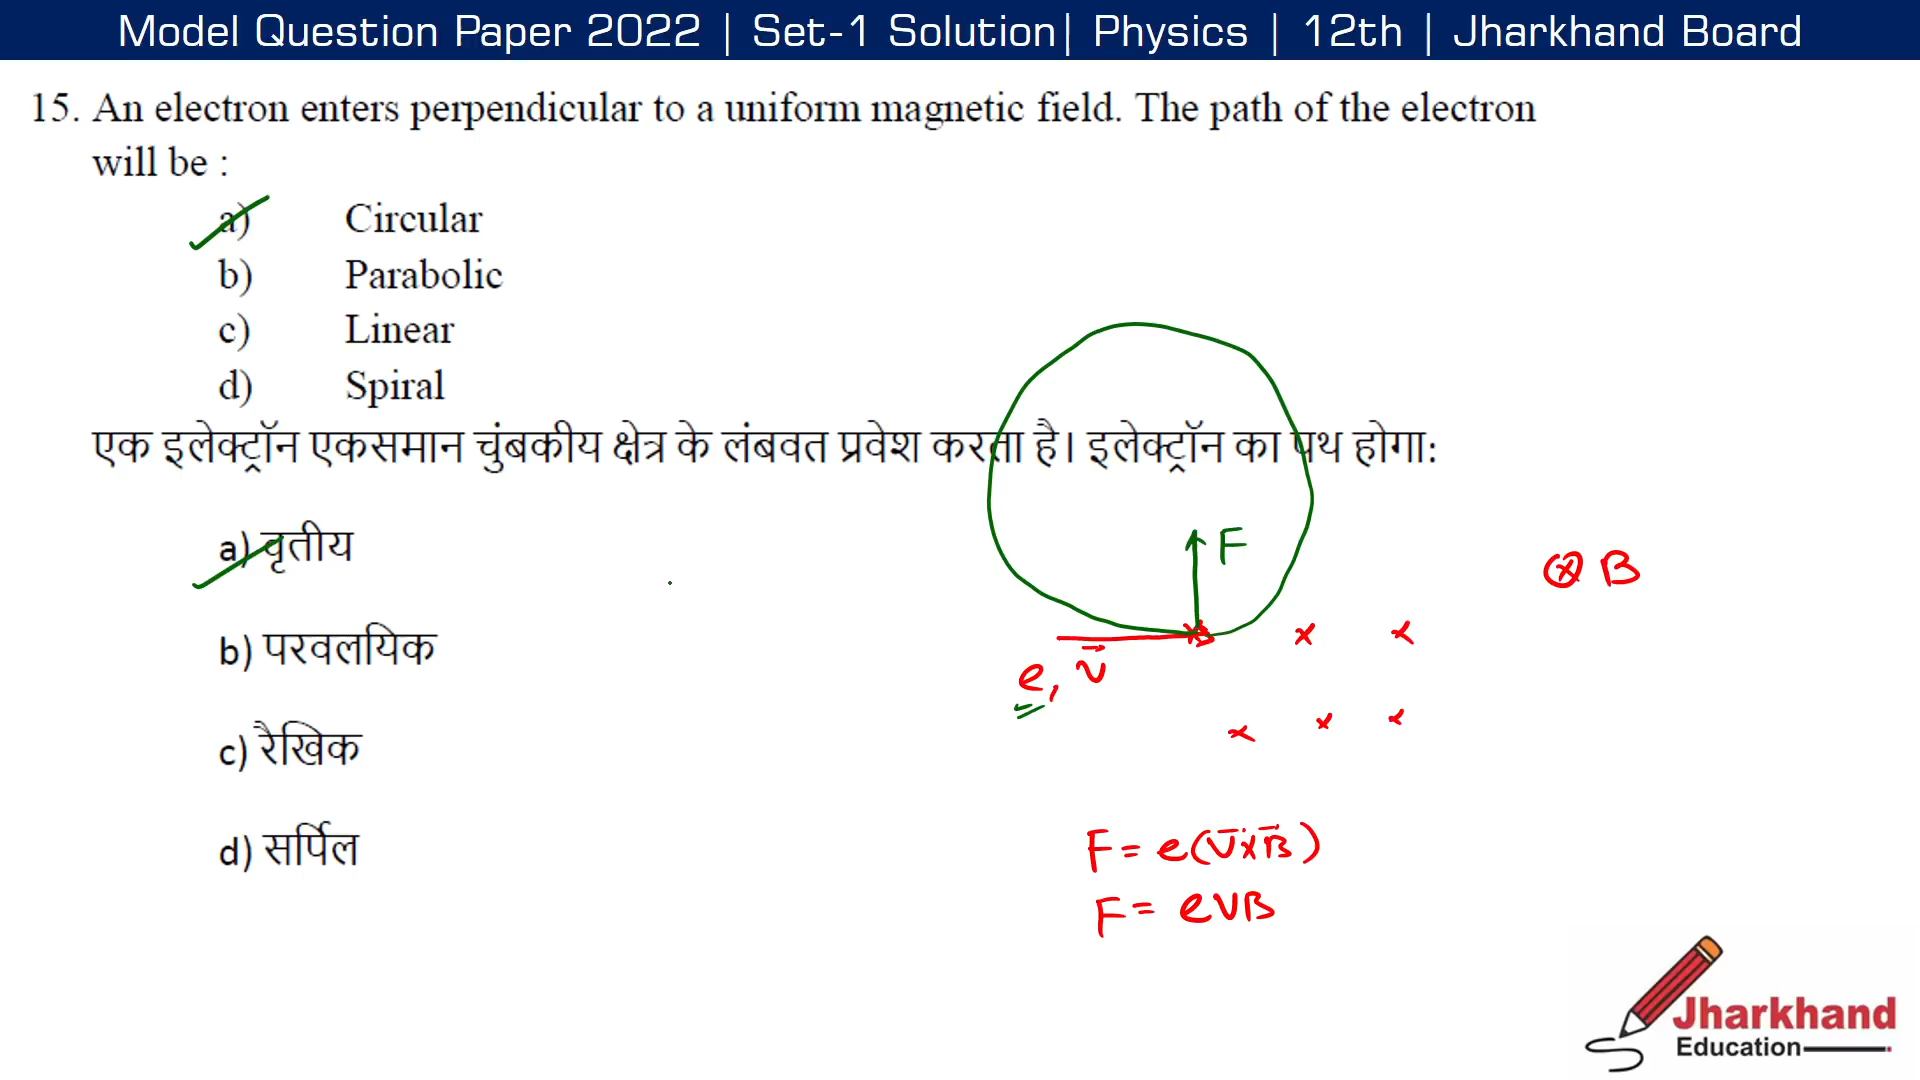 Model Question Paper 2022 | Set-1 Solution| Physics | 12th | Jharkhand Board
15. An electron enters perpendicular to a uniform magnetic field. The path of the electron
will be :
a) Circular
b) Parabolic
c) Linear
d) Spiral
एक इलेक्ट्रॉन एकसमान चुंबकीय क्षेत्र के लंबवत प्रवेश करता है। इलेक्ट्रॉन का पथ होगा:
a) वृतीय
F
⊗ B
e, v⃗
b) परवलयिक
c) रैखिक
d) सर्पिल
F = e(v⃗×B⃗)
F = evB
Jharkhand
Education